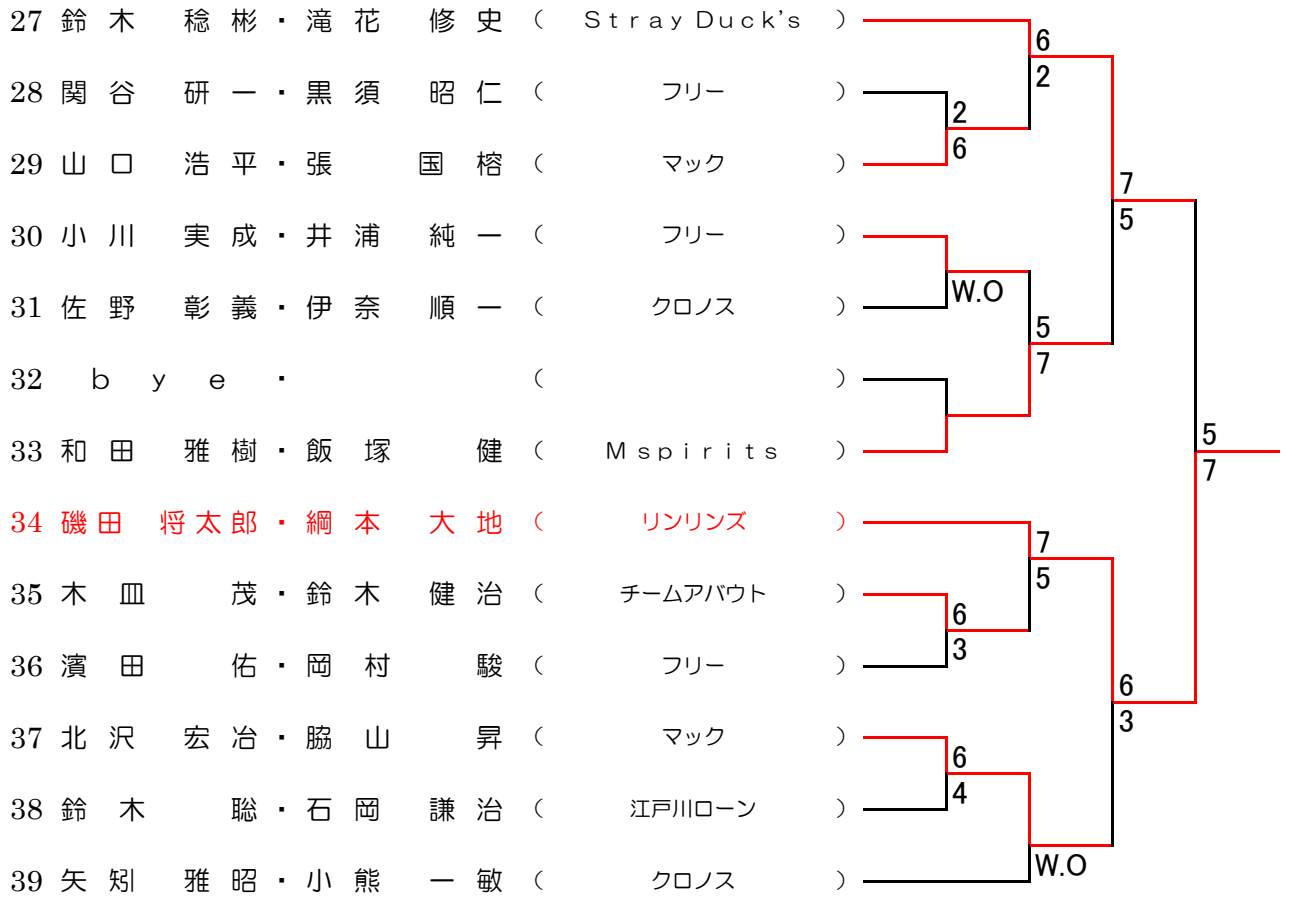 27 鈴木 稔彬・滝花 修史 ( Stray Duck's )
6
28 関谷 研一・黒須 昭仁 ( フリー )
2
2
29 山口 浩平・張 国榕 ( マック )
6
7
30 小川 実成・井浦 純一 ( フリー )
5
31 佐野 彰義・伊奈 順一 ( クロノス )
W.O
5
32 bye ・ ( )
7
33 和田 雅樹・飯塚 健 ( Mspirits )
5
7
34 磯田 将太郎・綱本 大地 ( リンリンズ )
7
35 木皿 茂・鈴木 健治 ( チームアバウト )
5
6
36 濱田 佑・岡村 駿 ( フリー )
3
6
37 北沢 宏冶・脇山 昇 ( マック )
3
6
38 鈴木 聡・石岡 謙治 ( 江戸川ローン )
4
39 矢矧 雅昭・小熊 一敏 ( クロノス )
W.O